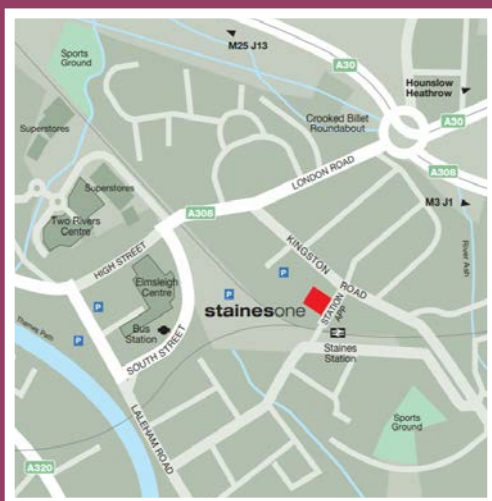 Sports
Ground
M25 J13
A30
Hounslow
Heathrow
Crooked Billet
Roundabout
A30
Superstores
LONDON ROAD
A308
Superstores
M3 J1
A308
Two Rivers
Centre
KINGSTON
ROAD
River Ash
HIGH STREET
P
Elmsleigh
Centre
P
P
stainesone
STATION
APP
Thames Path
P
Bus
Station
SOUTH STREET
Staines
Station
LALEHAM ROAD
Sports
Ground
A320